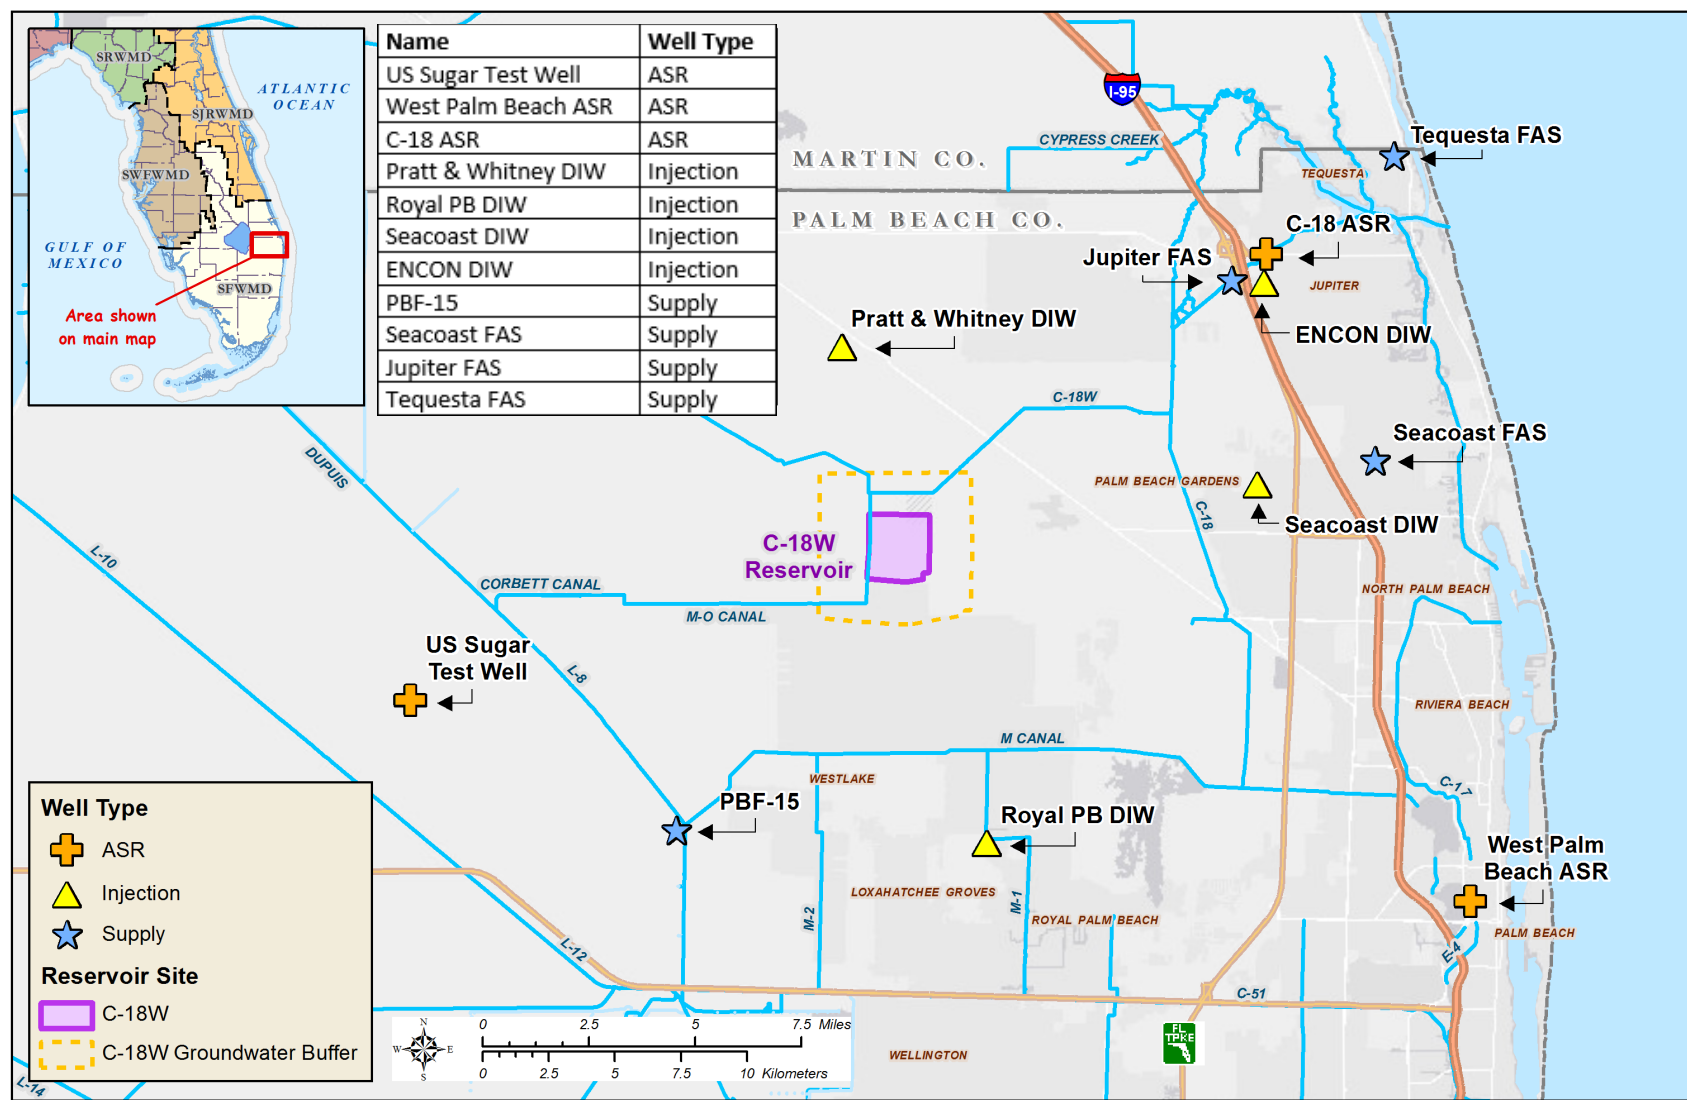 SRWMD
SJRWMD
SWFWMD
SFWMD
ATLANTIC
OCEAN
GULF OF
MEXICO
Area shown
on main map
Name Well Type
US Sugar Test Well ASR
West Palm Beach ASR ASR
C-18 ASR ASR
Pratt & Whitney DIW Injection
Royal PB DIW Injection
Seacoast DIW Injection
ENCON DIW Injection
PBF-15 Supply
Seacoast FAS Supply
Jupiter FAS Supply
Tequesta FAS Supply
I-95
CYPRESS CREEK
MARTIN CO.
PALM BEACH CO.
Tequesta FAS
TEQUESTA
C-18 ASR
Jupiter FAS
JUPITER
ENCON DIW
Pratt & Whitney DIW
C-18W
Seacoast FAS
PALM BEACH GARDENS
C-18
Seacoast DIW
DUPUIS
L-10
C-18W
Reservoir
CORBETT CANAL
M-O CANAL
NORTH PALM BEACH
US Sugar
Test Well
L-8
RIVIERA BEACH
M CANAL
WESTLAKE
C-17
PBF-15
Royal PB DIW
West Palm
Beach ASR
LOXAHATCHEE GROVES
M-2
M-1
ROYAL PALM BEACH
PALM BEACH
E-4
L-12
C-51
FL
TPKE
WELLINGTON
L-14
Well Type
ASR
Injection
Supply
Reservoir Site
C-18W
C-18W Groundwater Buffer
N
W E
S
0 2.5 5 7.5 Miles
0 2.5 5 7.5 10 Kilometers